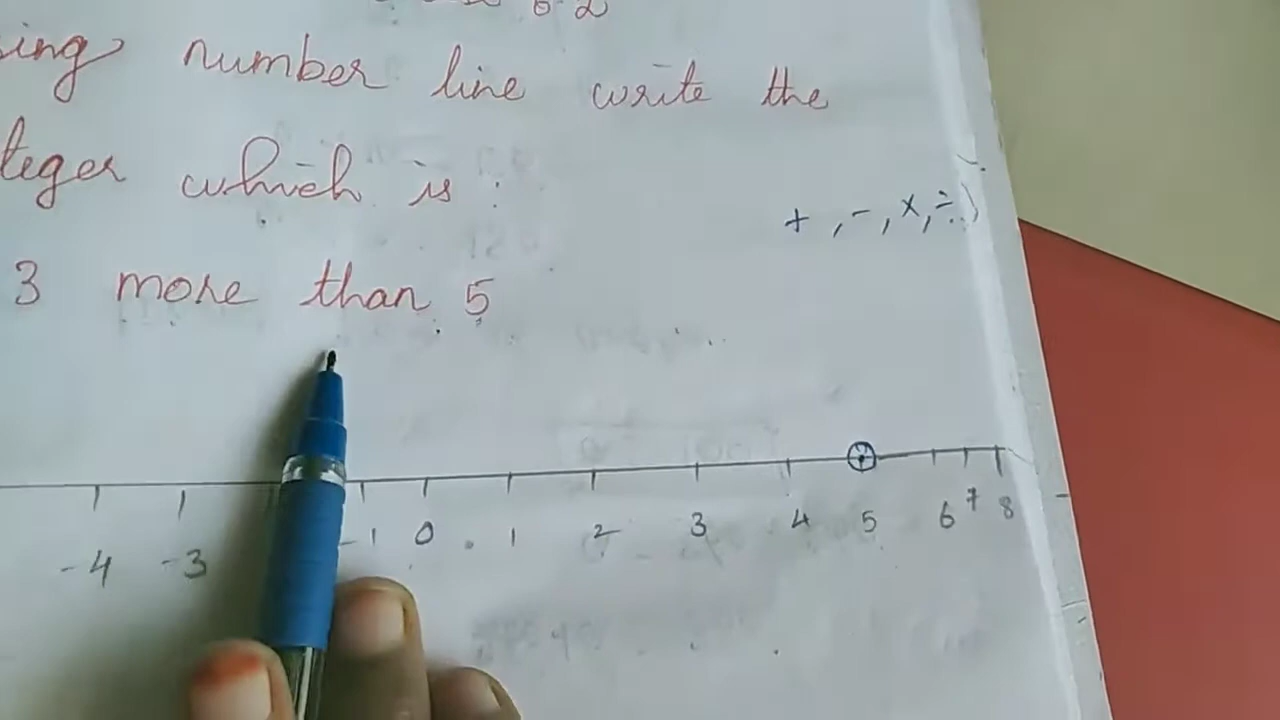 number line write the
which is :
+ , - , × , ÷ )
3 more than 5
-4 -3 -1 0 1 2 3 4 5 6 7 8